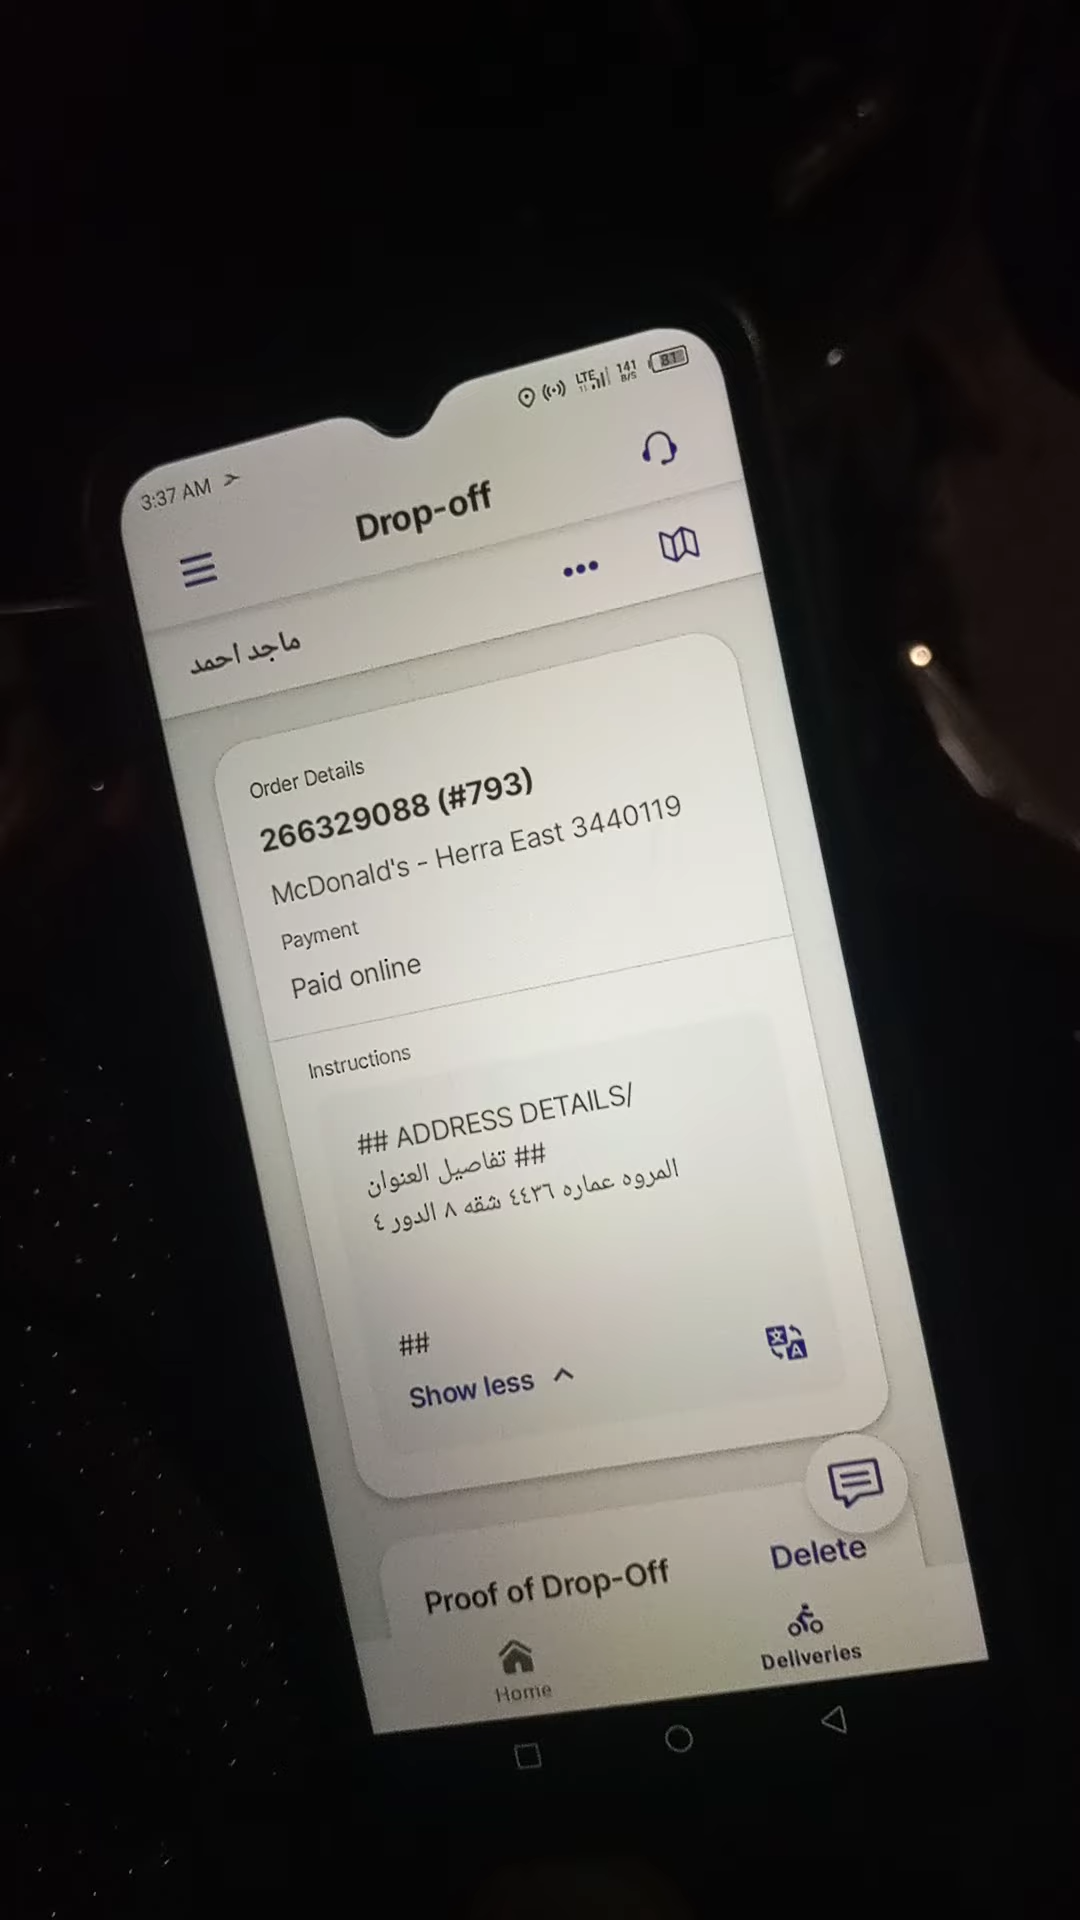 3:37 AM
LTE
141
B/S
81
Drop-off
ماجد احمد
Order Details
266329088 (#793)
McDonald's - Herra East 3440119
Payment
Paid online
Instructions
## ADDRESS DETAILS/
تفاصيل العنوان ##
المروه عماره ٤٤٣٦ شقه ٨ الدور ٤
##
Show less
文
A
Proof of Drop-Off
Delete
Home
Deliveries